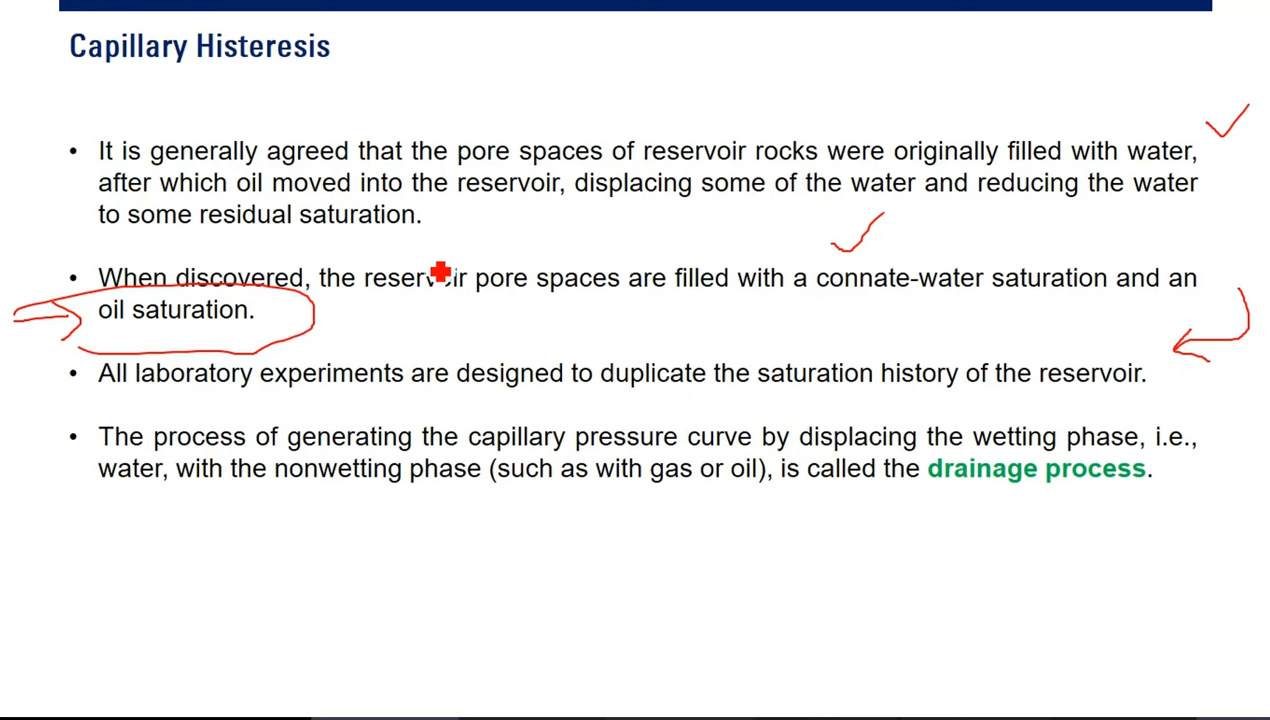 Capillary Histeresis
• It is generally agreed that the pore spaces of reservoir rocks were originally filled with water,
after which oil moved into the reservoir, displacing some of the water and reducing the water
to some residual saturation.
• When discovered, the reservoir pore spaces are filled with a connate-water saturation and an
oil saturation.
• All laboratory experiments are designed to duplicate the saturation history of the reservoir.
• The process of generating the capillary pressure curve by displacing the wetting phase, i.e.,
water, with the nonwetting phase (such as with gas or oil), is called the drainage process.